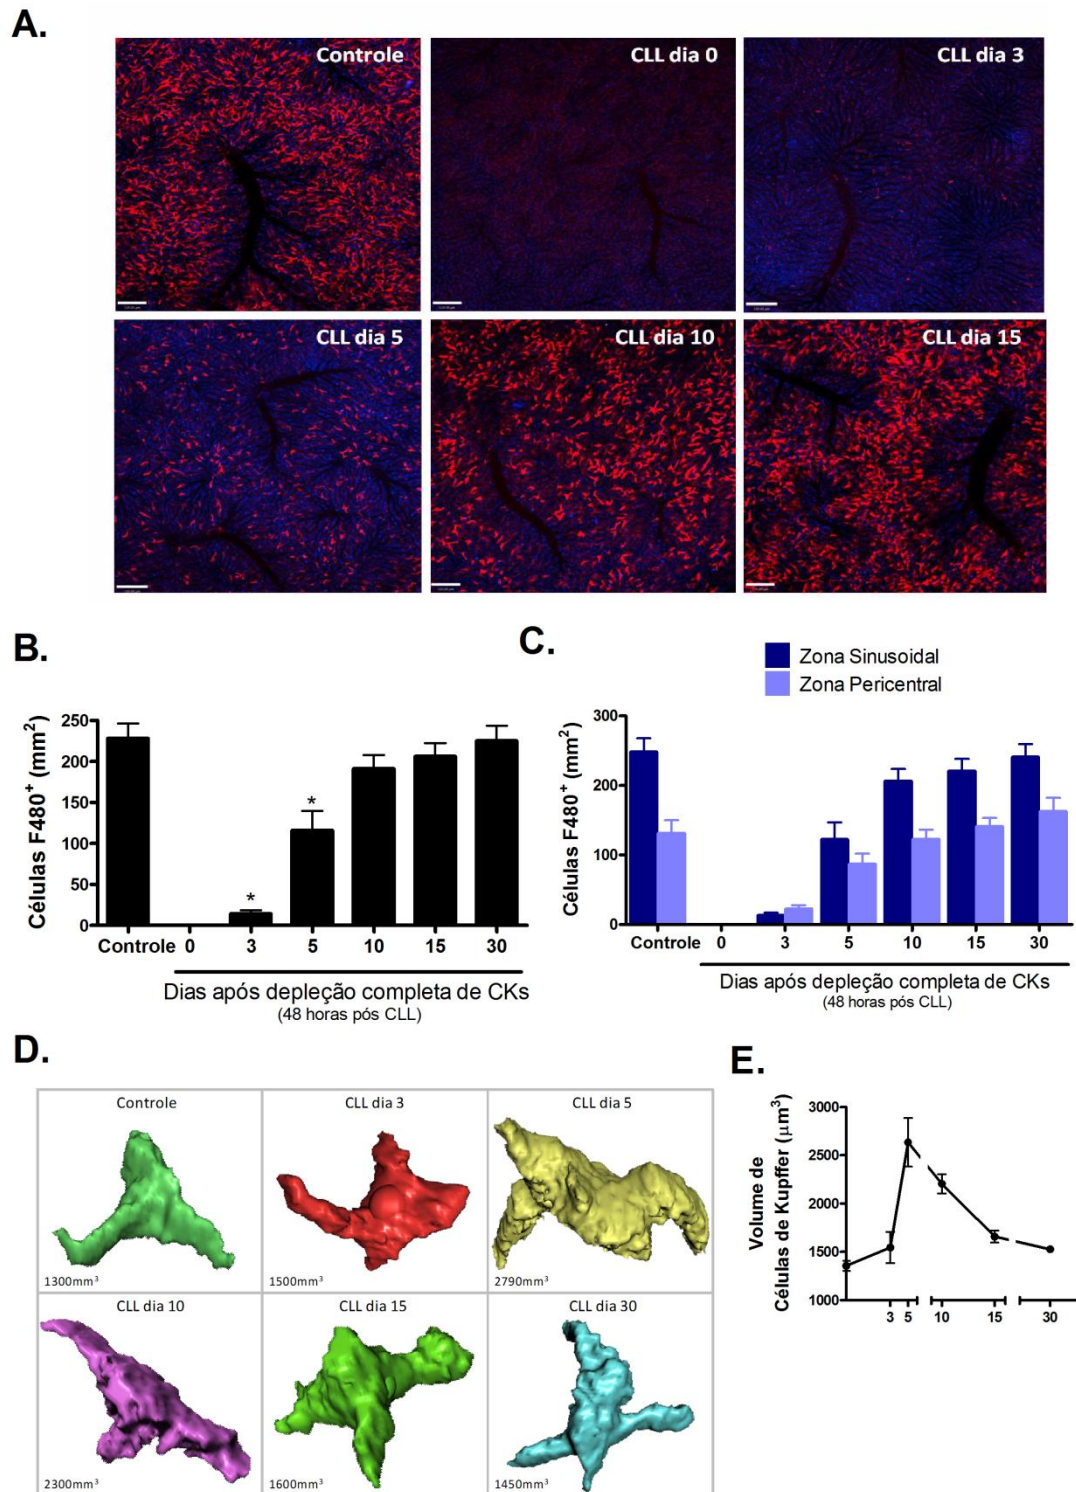 A.
Controle
CLL dia 0
CLL dia 3
CLL dia 5
CLL dia 10
CLL dia 15
B.
Células F480⁺ (mm²)
250
200
150
100
50
0
*
*
Controle 0 3 5 10 15 30
Dias após depleção completa de CKs
(48 horas pós CLL)
C.
Zona Sinusoidal
Zona Pericentral
Células F480⁺ (mm²)
300
200
100
0
Controle 0 3 5 10 15 30
Dias após depleção completa de CKs
(48 horas pós CLL)
D.
Controle
1300mm³
CLL dia 3
1500mm³
CLL dia 5
2790mm³
CLL dia 10
2300mm³
CLL dia 15
1600mm³
CLL dia 30
1450mm³
E.
Volume de
Células de Kupffer (µm³)
3000
2500
2000
1500
1000
3 5 10 15 30